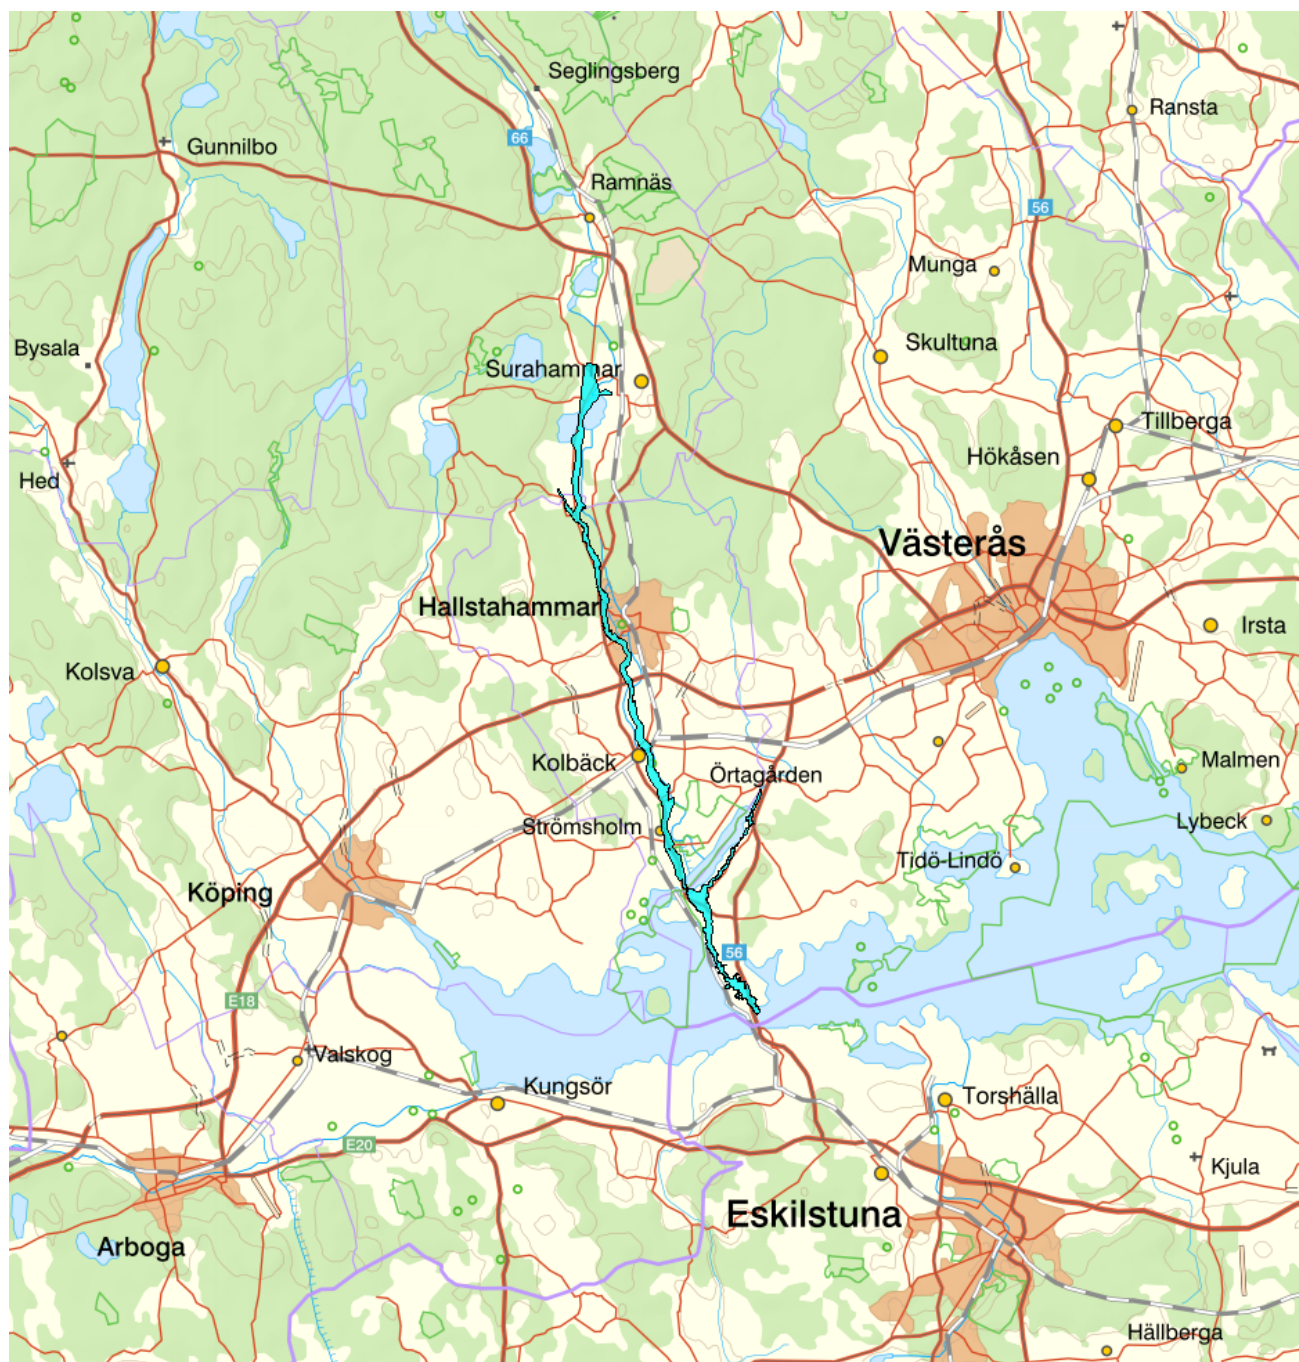 Seglingsberg
Ransta
66
Gunnilbo
Ramnäs
56
Munga
Bysala
Skultuna
Surahammar
Tillberga
Hökåsen
Hed
Västerås
Hallstahammar
Irsta
Kolsva
Kolbäck
Örtagården
Malmen
Strömsholm
Lybeck
Tidö-Lindö
Köping
56
E18
Valskog
Kungsör
Torshälla
E20
Kjula
Eskilstuna
Arboga
Hällberga